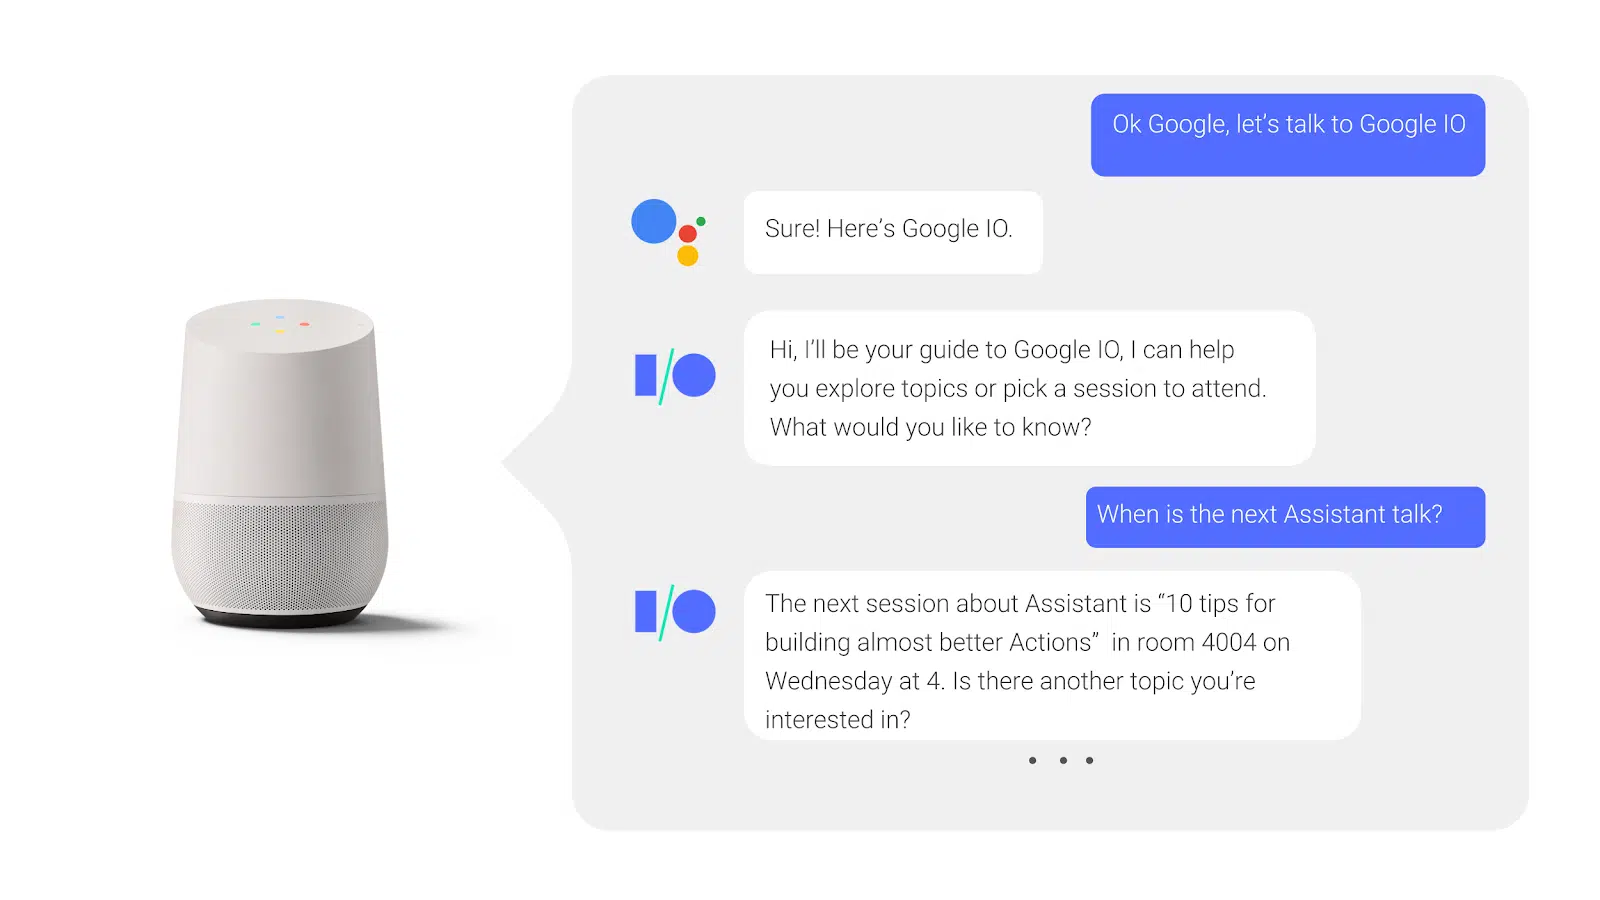 Ok Google, let’s talk to Google IO
Sure! Here’s Google IO.
Hi, I’ll be your guide to Google IO, I can help
you explore topics or pick a session to attend.
What would you like to know?
When is the next Assistant talk?
The next session about Assistant is “10 tips for
building almost better Actions”  in room 4004 on
Wednesday at 4. Is there another topic you’re
interested in?